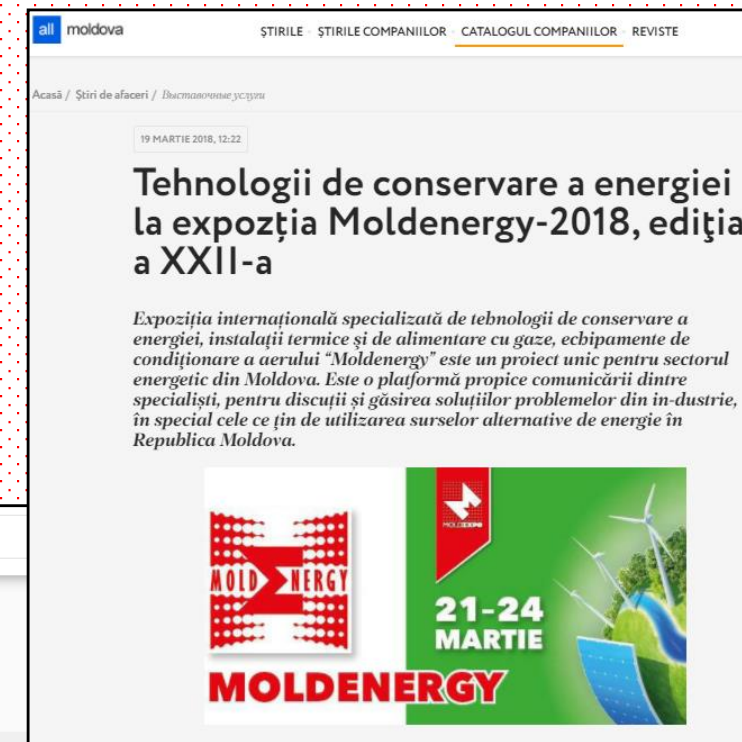 all moldova
ȘTIRILE · ȘTIRILE COMPANIILOR · CATALOGUL COMPANIILOR · REVISTE
Acasă / Știri de afaceri / Выставочные услуги
19 MARTIE 2018, 12:22
Tehnologii de conservare a energiei
la expozția Moldenergy-2018, ediţia
a XXII-a
Expoziția internațională specializată de tehnologii de conservare a
energiei, instalații termice şi de alimentare cu gaze, echipamente de
condiţionare a aerului “Moldenergy” este un proiect unic pentru sectorul
energetic din Moldova. Este o platformă propice comunicării dintre
specialiști, pentru discuții și găsirea soluțiilor problemelor din in-dustrie,
în special cele ce țin de utilizarea surselor alternative de energie în
Republica Moldova.
MOLDENERGY
MOLDEXPO
21-24
MARTIE
MOLDENERGY